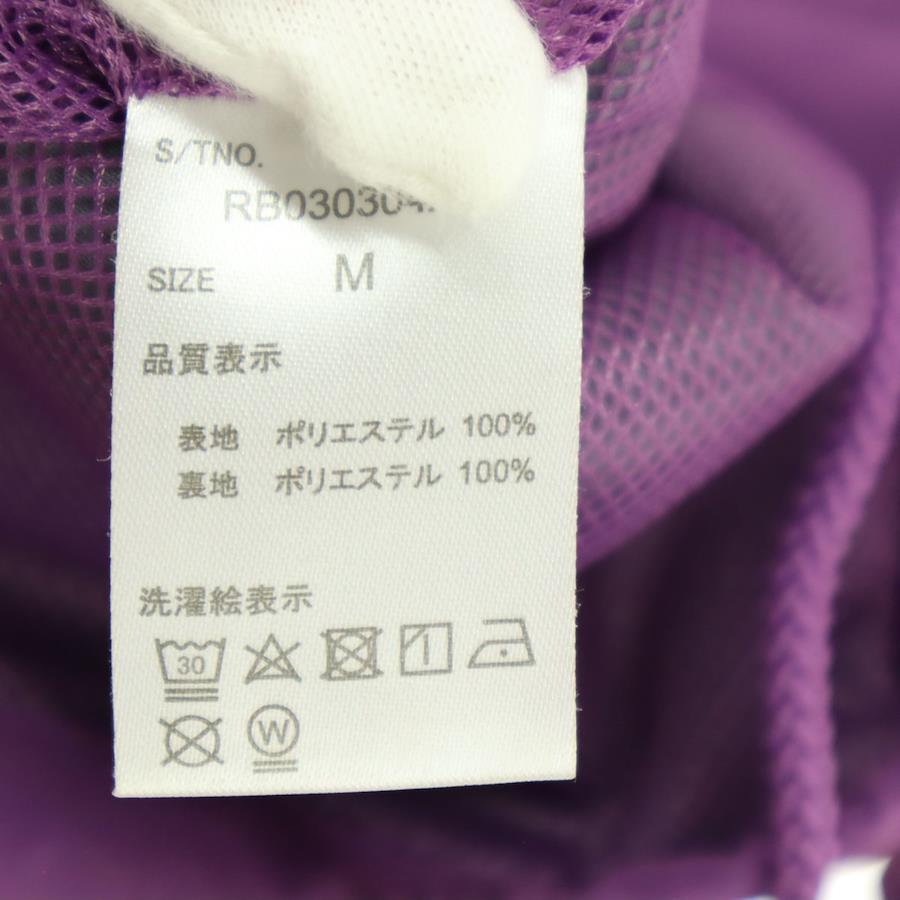 S/TNO.
RB030304
SIZE M
品質表示
表地 ポリエステル 100%
裏地 ポリエステル 100%
洗濯絵表示
30
W